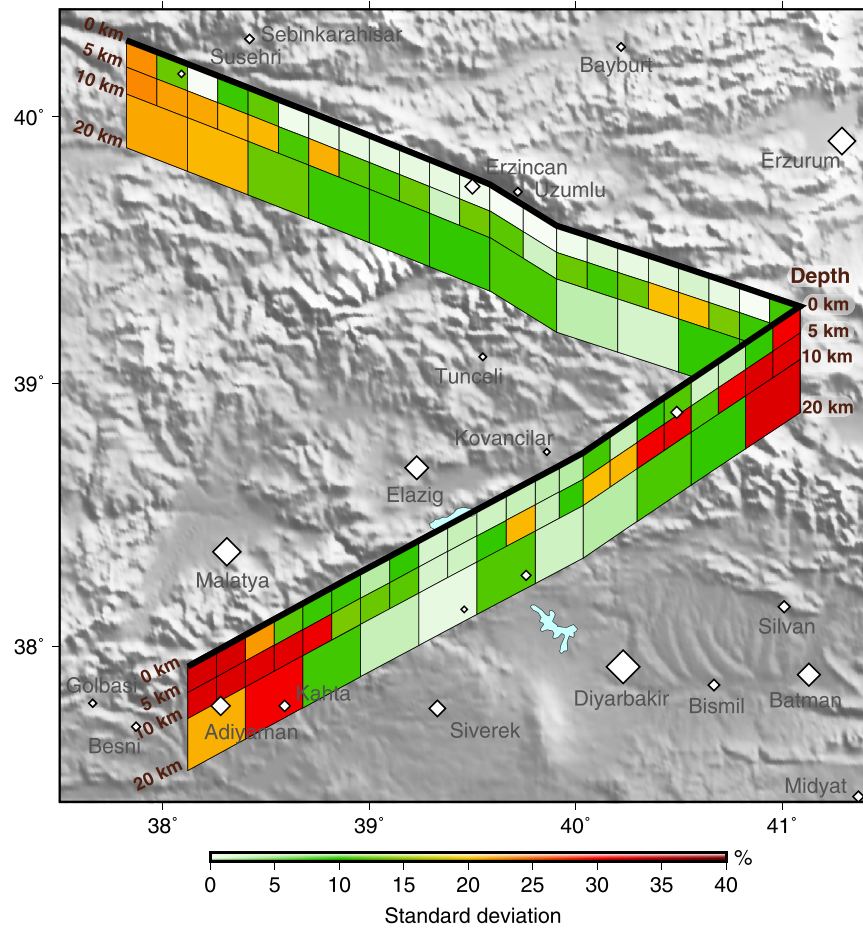 0 km
5 km
10 km
20 km
Sebinkarahisar
Susehri
Bayburt
40°
Erzurum
Erzincan
Uzumlu
Depth
0 km
5 km
10 km
20 km
39°
Tunceli
Kovancilar
Elazig
Malatya
38°
Silvan
0 km
5 km
10 km
20 km
Golbasi
Besni
Kahta
Adiyaman
Siverek
Diyarbakir
Bismil
Batman
Midyat
38° 39° 40° 41°
%
0 5 10 15 20 25 30 35 40
Standard deviation